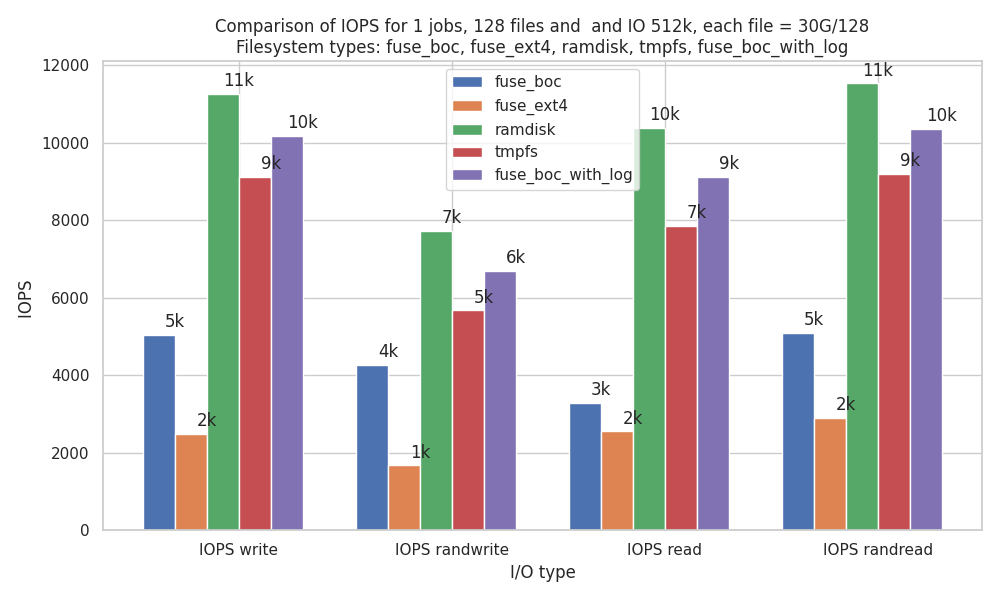 Comparison of IOPS for 1 jobs, 128 files and  and IO 512k, each file = 30G/128
Filesystem types: fuse_boc, fuse_ext4, ramdisk, tmpfs, fuse_boc_with_log
fuse_boc
fuse_ext4
ramdisk
tmpfs
fuse_boc_with_log
IOPS
12000
10000
8000
6000
4000
2000
0
5k
2k
11k
9k
10k
4k
1k
7k
5k
6k
3k
2k
10k
7k
9k
5k
2k
11k
9k
10k
IOPS write
IOPS randwrite
IOPS read
IOPS randread
I/O type